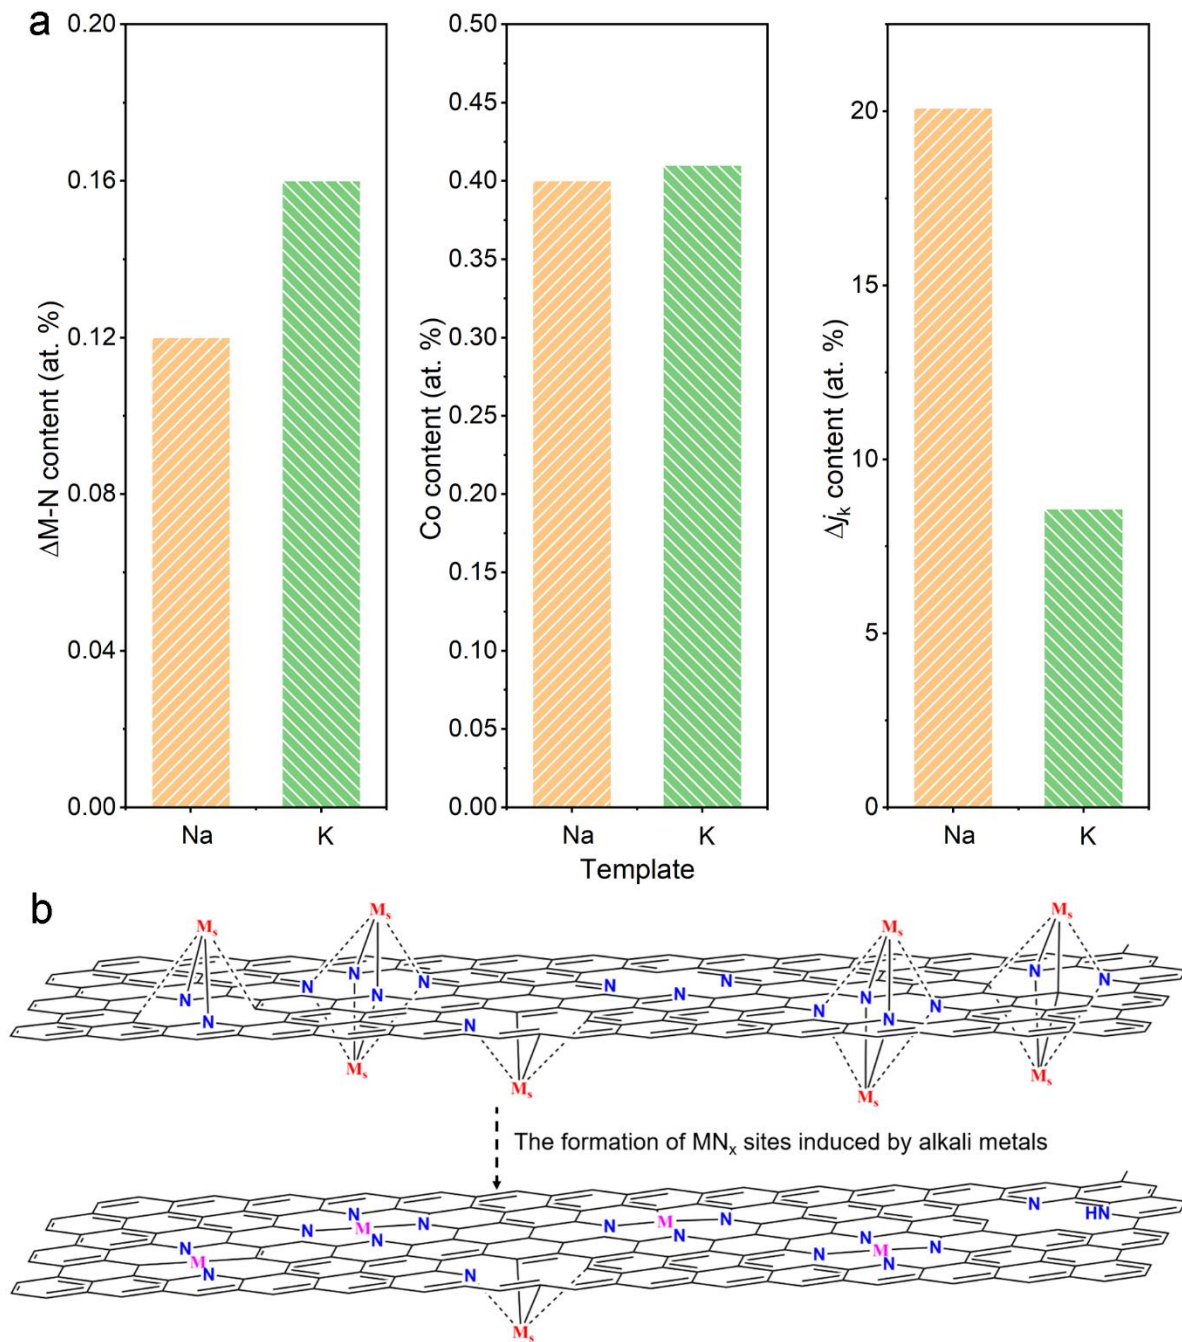 a
ΔM-N content (at. %)
0.20
0.16
0.12
0.08
0.04
0.00
Na K
Co content (at. %)
0.50
0.45
0.40
0.35
0.30
0.25
0.20
0.15
0.10
0.05
0.00
Na K
Δjₖ content (at. %)
20
15
10
5
0
Na K
Template
b
Mₛ Mₛ Mₛ Mₛ
N N N N N N
N N N N N N N
N N N N
Mₛ Mₛ Mₛ Mₛ
The formation of MNₓ sites induced by alkali metals
N N HN
N M N N M N N
N N N N M N
M N N N
Mₛ